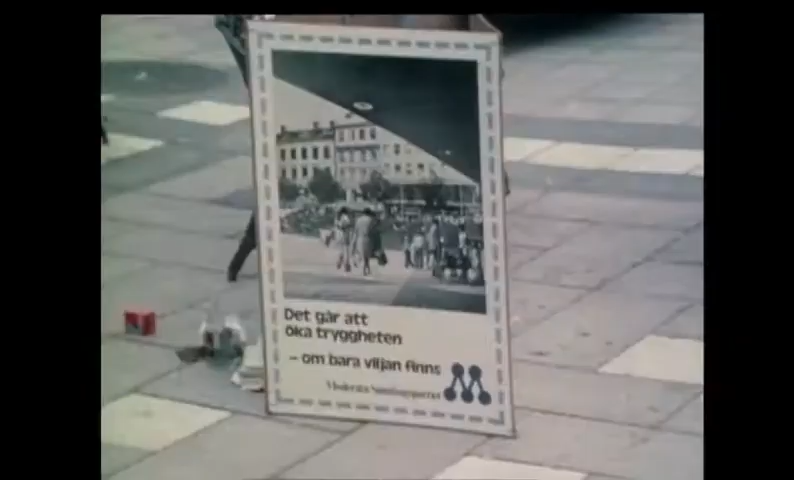 Det går att
öka tryggheten
– om bara viljan finns
Moderata Samlingspartiet
M